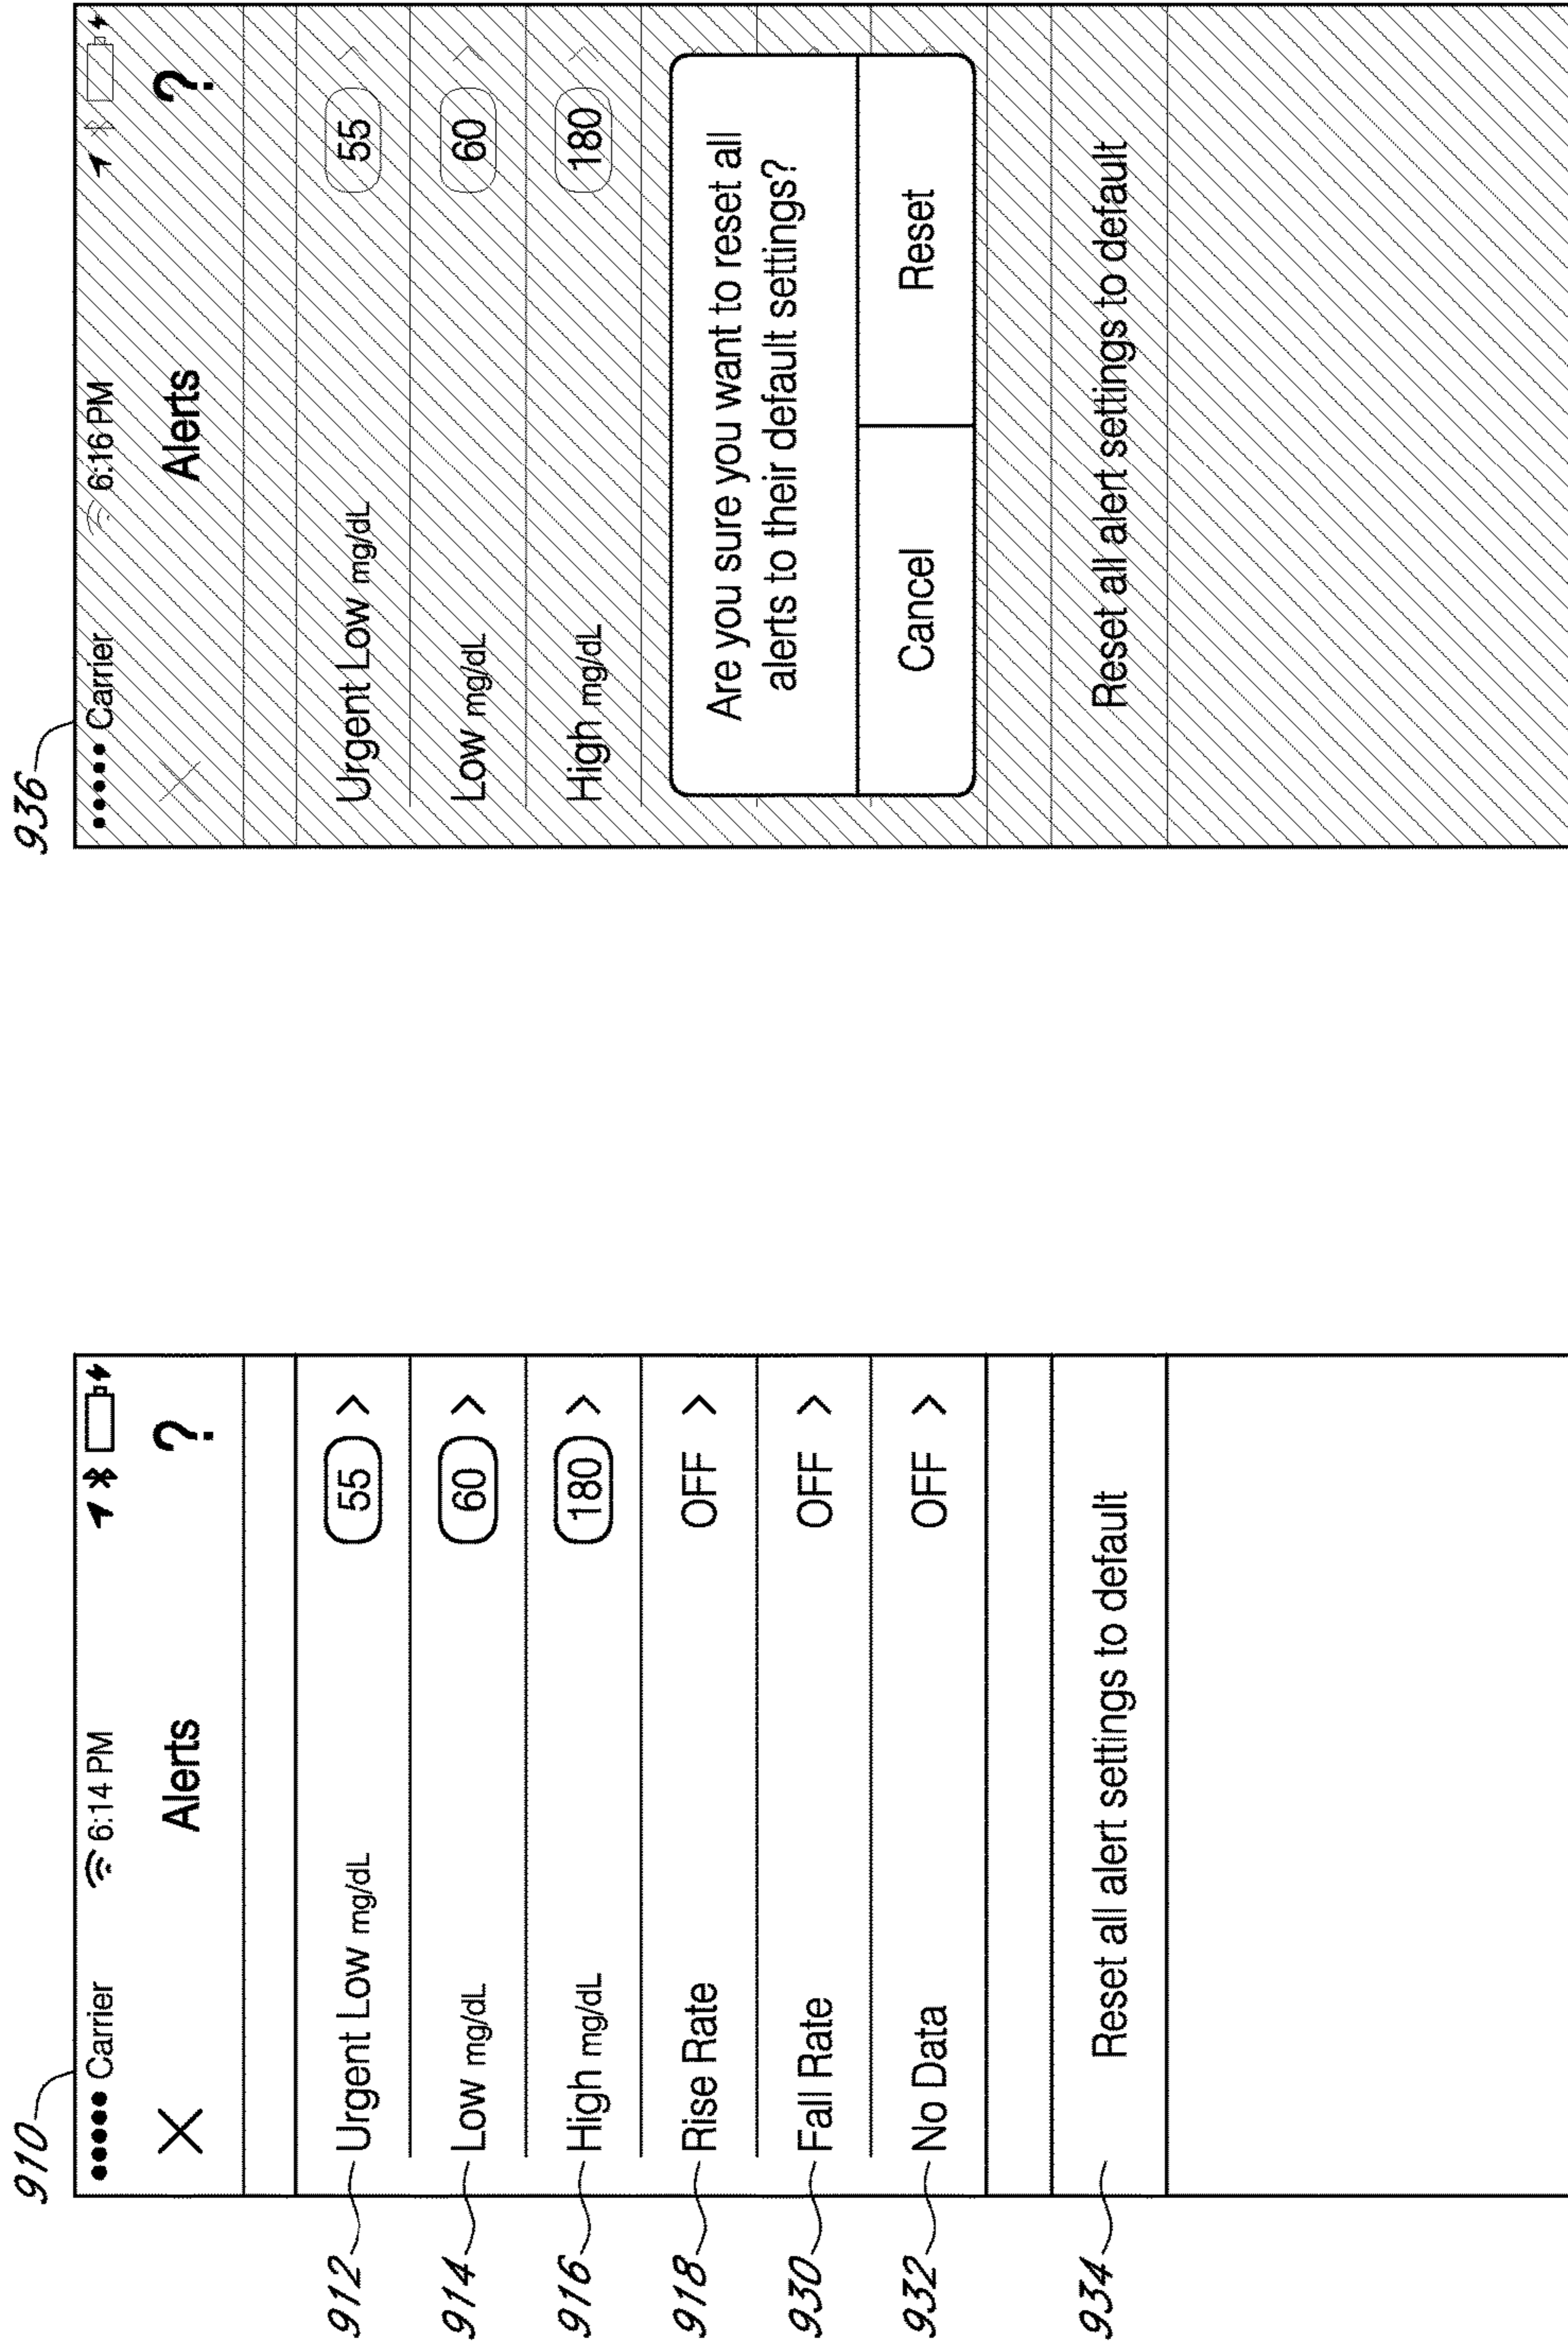 910
●●●●● Carrier 6:14 PM
X Alerts ?
912 Urgent Low mg/dL 55 >
914 Low mg/dL 60 >
916 High mg/dL 180 >
918 Rise Rate OFF >
930 Fall Rate OFF >
932 No Data OFF >
934 Reset all alert settings to default
936
●●●●● Carrier 6:16 PM
X Alerts ?
Urgent Low mg/dL 55 >
Low mg/dL 60 >
High mg/dL 180 >
Are you sure you want to reset all
alerts to their default settings?
Cancel Reset
Reset all alert settings to default